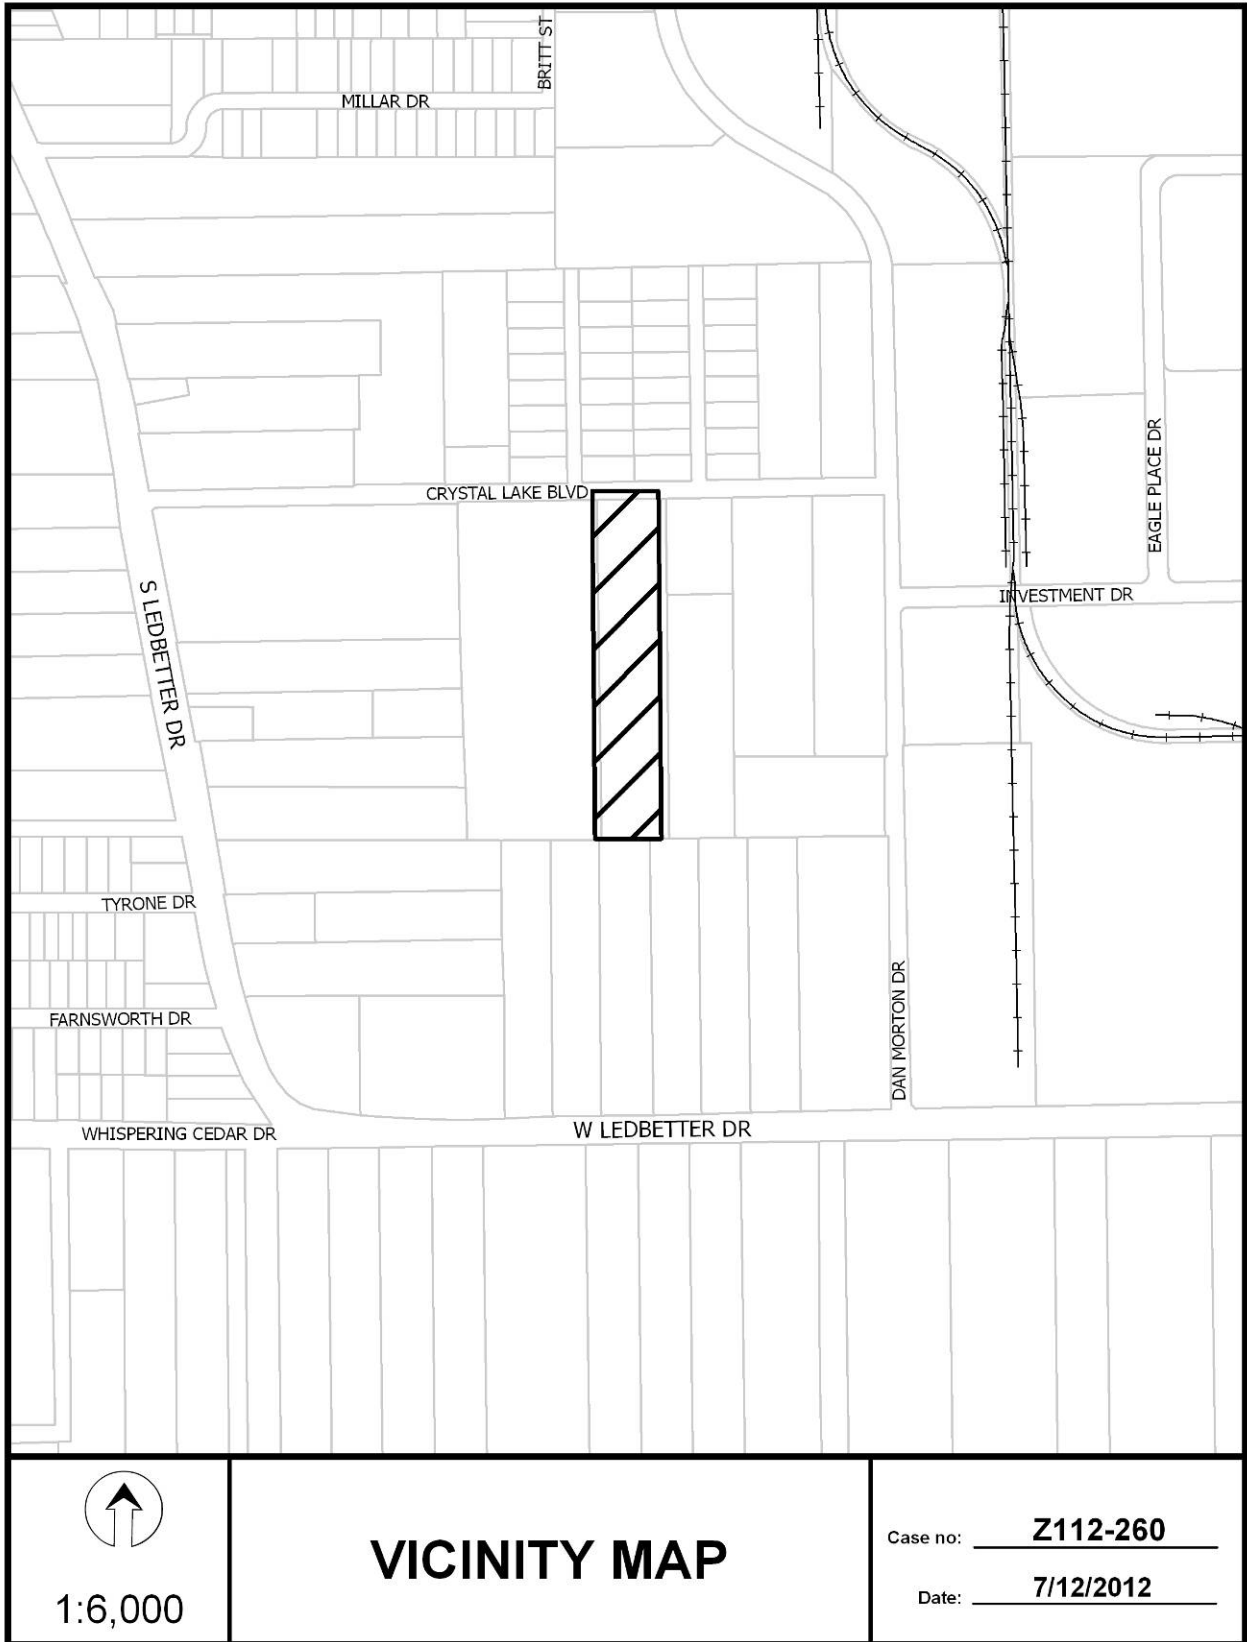 BRITT ST
MILLAR DR
CRYSTAL LAKE BLVD
EAGLE PLACE DR
INVESTMENT DR
S LEDBETTER DR
TYRONE DR
DAN MORTON DR
FARNSWORTH DR
WHISPERING CEDAR DR
W LEDBETTER DR
1:6,000
VICINITY MAP
Case no: Z112-260
Date: 7/12/2012